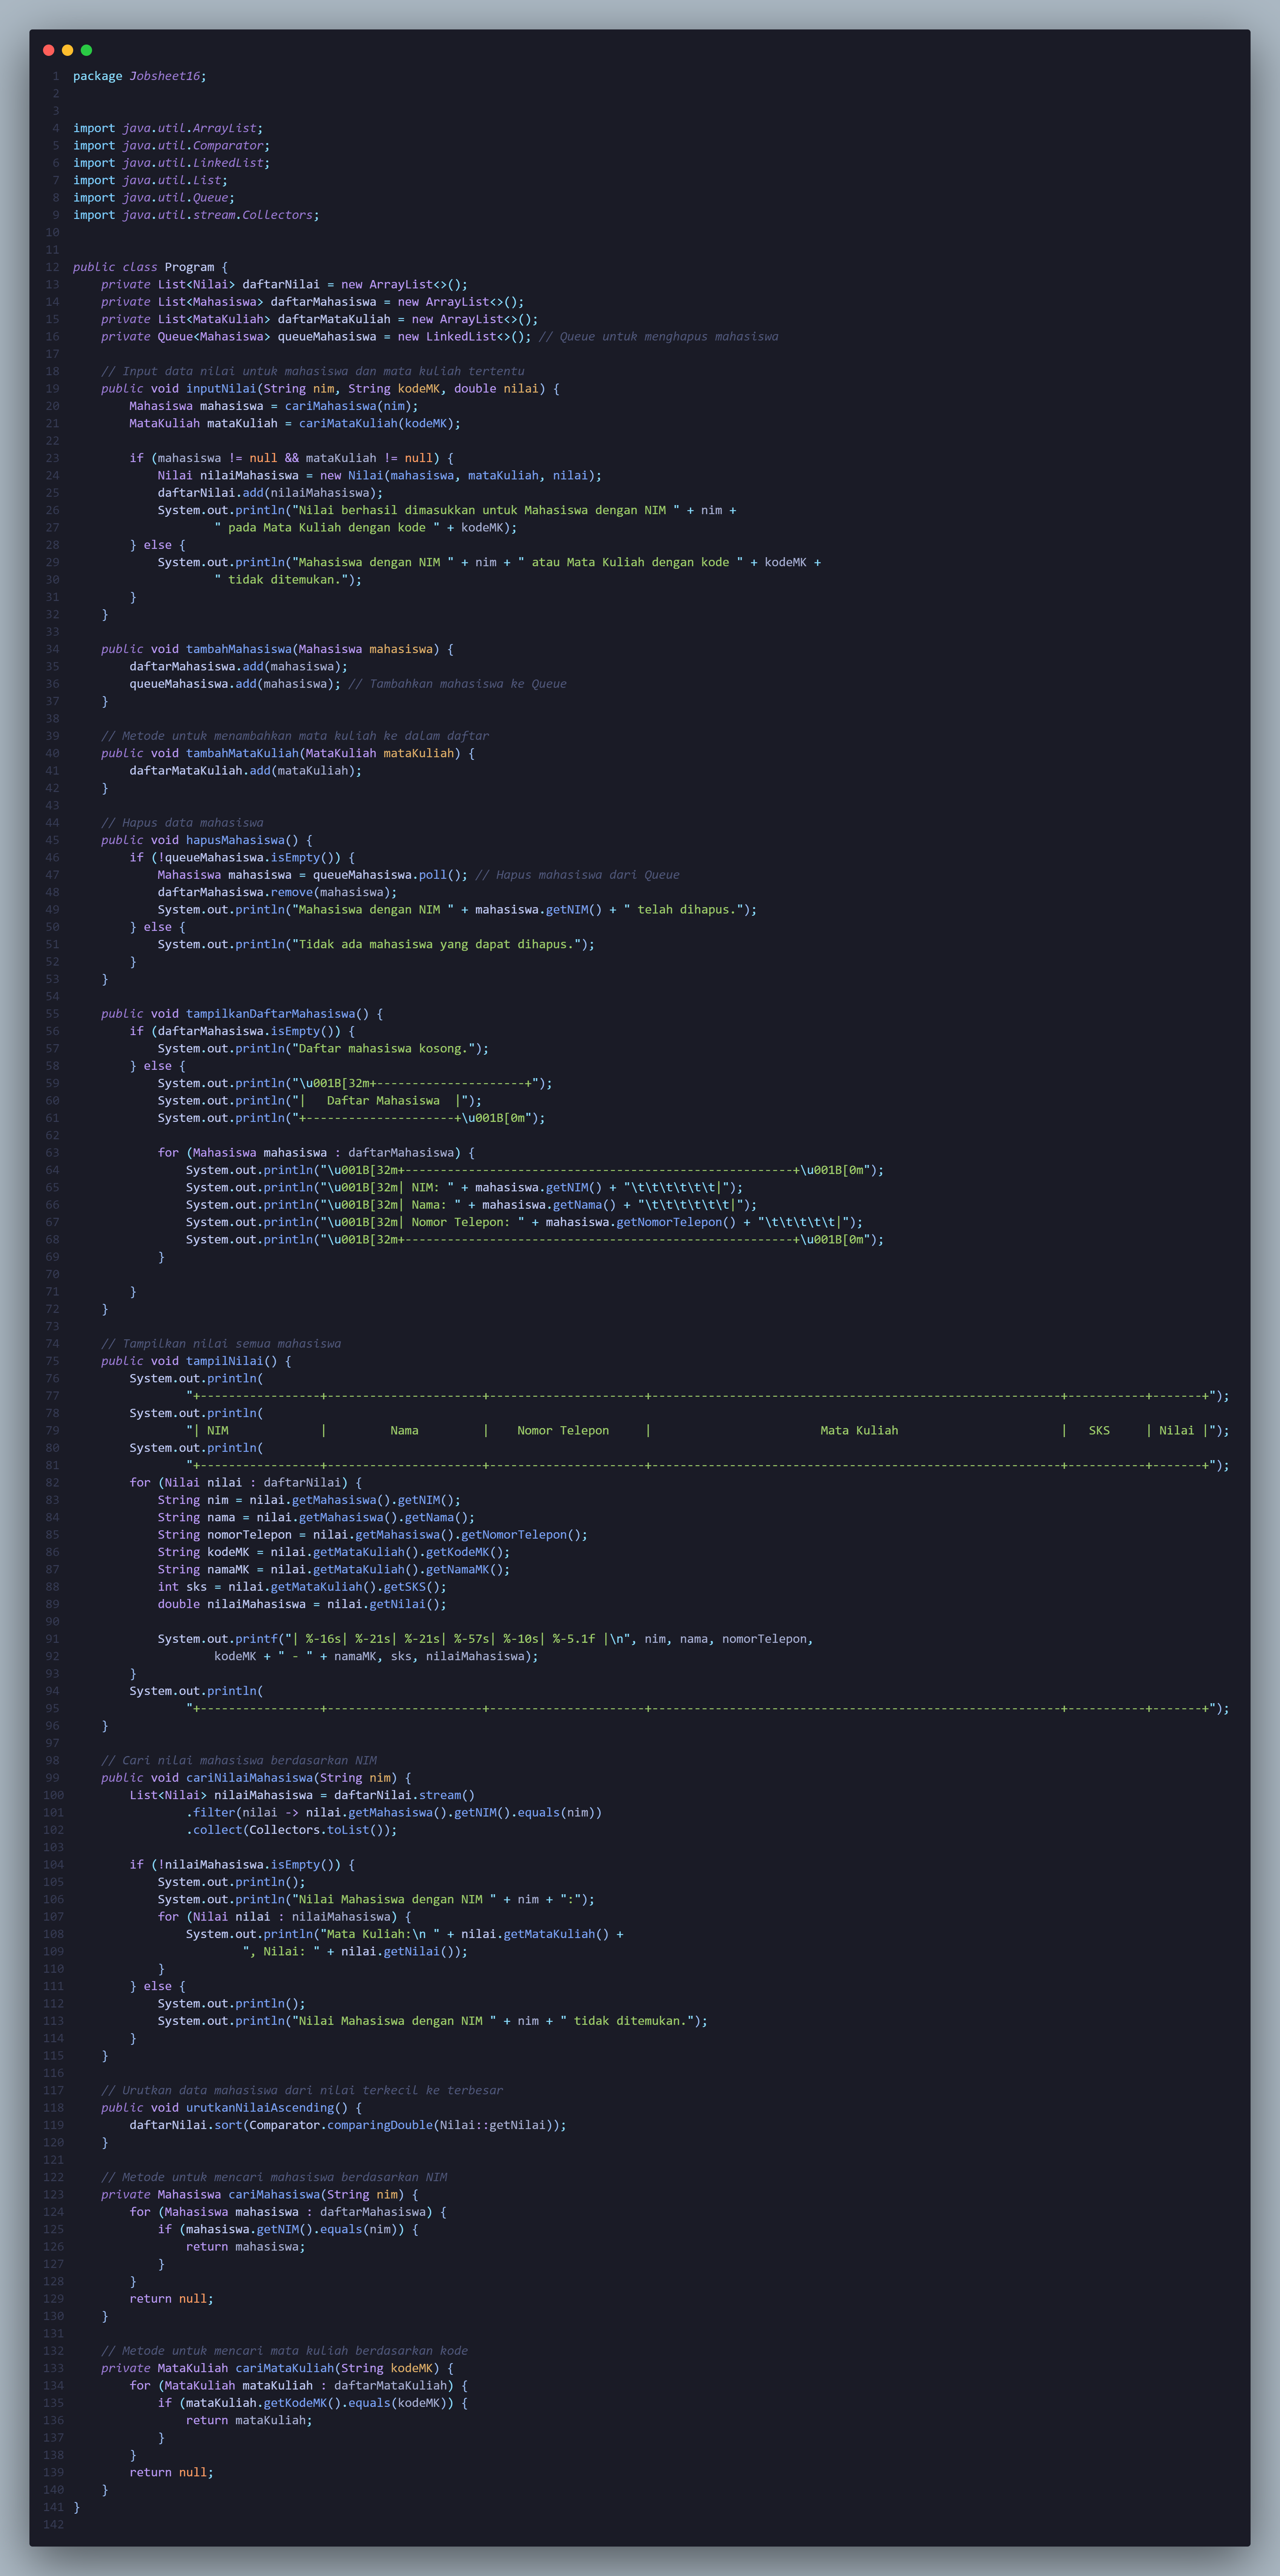 1 package Jobsheet16;
2
3
4 import java.util.ArrayList;
5 import java.util.Comparator;
6 import java.util.LinkedList;
7 import java.util.List;
8 import java.util.Queue;
9 import java.util.stream.Collectors;
10
11
12 public class Program {
13     private List<Nilai> daftarNilai = new ArrayList<>();
14     private List<Mahasiswa> daftarMahasiswa = new ArrayList<>();
15     private List<MataKuliah> daftarMataKuliah = new ArrayList<>();
16     private Queue<Mahasiswa> queueMahasiswa = new LinkedList<>(); // Queue untuk menghapus mahasiswa
17
18     // Input data nilai untuk mahasiswa dan mata kuliah tertentu
19     public void inputNilai(String nim, String kodeMK, double nilai) {
20         Mahasiswa mahasiswa = cariMahasiswa(nim);
21         MataKuliah mataKuliah = cariMataKuliah(kodeMK);
22
23         if (mahasiswa != null && mataKuliah != null) {
24             Nilai nilaiMahasiswa = new Nilai(mahasiswa, mataKuliah, nilai);
25             daftarNilai.add(nilaiMahasiswa);
26             System.out.println("Nilai berhasil dimasukkan untuk Mahasiswa dengan NIM " + nim +
27                     " pada Mata Kuliah dengan kode " + kodeMK);
28         } else {
29             System.out.println("Mahasiswa dengan NIM " + nim + " atau Mata Kuliah dengan kode " + kodeMK +
30                     " tidak ditemukan.");
31         }
32     }
33
34     public void tambahMahasiswa(Mahasiswa mahasiswa) {
35         daftarMahasiswa.add(mahasiswa);
36         queueMahasiswa.add(mahasiswa); // Tambahkan mahasiswa ke Queue
37     }
38
39     // Metode untuk menambahkan mata kuliah ke dalam daftar
40     public void tambahMataKuliah(MataKuliah mataKuliah) {
41         daftarMataKuliah.add(mataKuliah);
42     }
43
44     // Hapus data mahasiswa
45     public void hapusMahasiswa() {
46         if (!queueMahasiswa.isEmpty()) {
47             Mahasiswa mahasiswa = queueMahasiswa.poll(); // Hapus mahasiswa dari Queue
48             daftarMahasiswa.remove(mahasiswa);
49             System.out.println("Mahasiswa dengan NIM " + mahasiswa.getNIM() + " telah dihapus.");
50         } else {
51             System.out.println("Tidak ada mahasiswa yang dapat dihapus.");
52         }
53     }
54
55     public void tampilkanDaftarMahasiswa() {
56         if (daftarMahasiswa.isEmpty()) {
57             System.out.println("Daftar mahasiswa kosong.");
58         } else {
59             System.out.println("\u001B[32m+---------------------+");
60             System.out.println("|   Daftar Mahasiswa  |");
61             System.out.println("+---------------------+\u001B[0m");
62
63             for (Mahasiswa mahasiswa : daftarMahasiswa) {
64                 System.out.println("\u001B[32m+-------------------------------------------------------+\u001B[0m");
65                 System.out.println("\u001B[32m| NIM: " + mahasiswa.getNIM() + "\t\t\t\t\t\t|");
66                 System.out.println("\u001B[32m| Nama: " + mahasiswa.getNama() + "\t\t\t\t\t\t|");
67                 System.out.println("\u001B[32m| Nomor Telepon: " + mahasiswa.getNomorTelepon() + "\t\t\t\t\t|");
68                 System.out.println("\u001B[32m+-------------------------------------------------------+\u001B[0m");
69             }
70
71         }
72     }
73
74     // Tampilkan nilai semua mahasiswa
75     public void tampilNilai() {
76         System.out.println(
77                 "+-----------------+----------------------+----------------------+----------------------------------------------------------+-----------+-------+");
78         System.out.println(
79                 "| NIM             |         Nama         |    Nomor Telepon     |                        Mata Kuliah                       |   SKS     | Nilai |");
80         System.out.println(
81                 "+-----------------+----------------------+----------------------+----------------------------------------------------------+-----------+-------+");
82         for (Nilai nilai : daftarNilai) {
83             String nim = nilai.getMahasiswa().getNIM();
84             String nama = nilai.getMahasiswa().getNama();
85             String nomorTelepon = nilai.getMahasiswa().getNomorTelepon();
86             String kodeMK = nilai.getMataKuliah().getKodeMK();
87             String namaMK = nilai.getMataKuliah().getNamaMK();
88             int sks = nilai.getMataKuliah().getSKS();
89             double nilaiMahasiswa = nilai.getNilai();
90
91             System.out.printf("| %-16s| %-21s| %-21s| %-57s| %-10s| %-5.1f |\n", nim, nama, nomorTelepon,
92                     kodeMK + " - " + namaMK, sks, nilaiMahasiswa);
93         }
94         System.out.println(
95                 "+-----------------+----------------------+----------------------+----------------------------------------------------------+-----------+-------+");
96     }
97
98     // Cari nilai mahasiswa berdasarkan NIM
99     public void cariNilaiMahasiswa(String nim) {
100         List<Nilai> nilaiMahasiswa = daftarNilai.stream()
101                 .filter(nilai -> nilai.getMahasiswa().getNIM().equals(nim))
102                 .collect(Collectors.toList());
103
104         if (!nilaiMahasiswa.isEmpty()) {
105             System.out.println();
106             System.out.println("Nilai Mahasiswa dengan NIM " + nim + ":");
107             for (Nilai nilai : nilaiMahasiswa) {
108                 System.out.println("Mata Kuliah:\n " + nilai.getMataKuliah() +
109                         ", Nilai: " + nilai.getNilai());
110             }
111         } else {
112             System.out.println();
113             System.out.println("Nilai Mahasiswa dengan NIM " + nim + " tidak ditemukan.");
114         }
115     }
116
117     // Urutkan data mahasiswa dari nilai terkecil ke terbesar
118     public void urutkanNilaiAscending() {
119         daftarNilai.sort(Comparator.comparingDouble(Nilai::getNilai));
120     }
121
122     // Metode untuk mencari mahasiswa berdasarkan NIM
123     private Mahasiswa cariMahasiswa(String nim) {
124         for (Mahasiswa mahasiswa : daftarMahasiswa) {
125             if (mahasiswa.getNIM().equals(nim)) {
126                 return mahasiswa;
127             }
128         }
129         return null;
130     }
131
132     // Metode untuk mencari mata kuliah berdasarkan kode
133     private MataKuliah cariMataKuliah(String kodeMK) {
134         for (MataKuliah mataKuliah : daftarMataKuliah) {
135             if (mataKuliah.getKodeMK().equals(kodeMK)) {
136                 return mataKuliah;
137             }
138         }
139         return null;
140     }
141 }
142